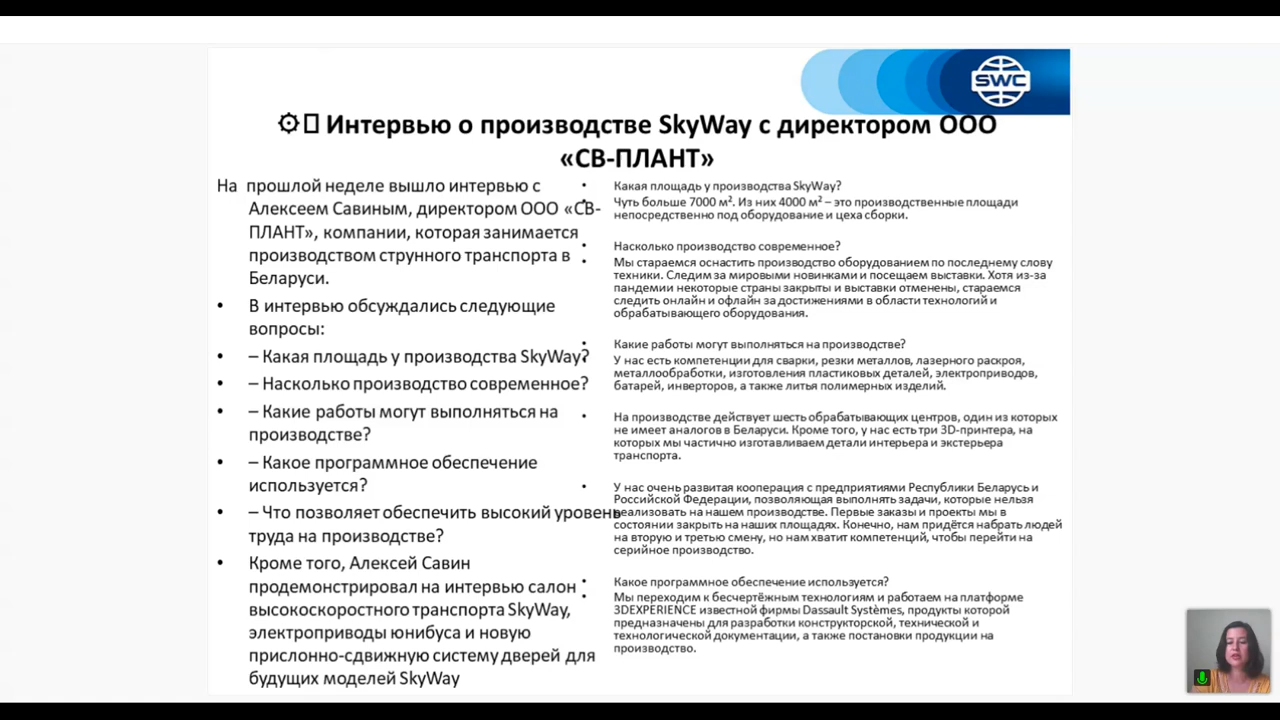 SWC
⚙️ Интервью о производстве SkyWay с директором ООО
«СВ-ПЛАНТ»
На прошлой неделе вышло интервью с
Алексеем Савиным, директором ООО «СВ-
ПЛАНТ», компании, которая занимается
производством струнного транспорта в
Беларуси.
• В интервью обсуждались следующие
вопросы:
• – Какая площадь у производства SkyWay?
• – Насколько производство современное?
• – Какие работы могут выполняться на
производстве?
• – Какое программное обеспечение
используется?
• – Что позволяет обеспечить высокий уровень
труда на производстве?
• Кроме того, Алексей Савин
продемонстрировал на интервью салон
высокоскоростного транспорта SkyWay,
электроприводы юнибуса и новую
прислонно-сдвижную систему дверей для
будущих моделей SkyWay
• Какая площадь у производства SkyWay?
• Чуть больше 7000 м². Из них 4000 м² – это производственные площади
непосредственно под оборудование и цеха сборки.
• Насколько производство современное?
• Мы стараемся оснастить производство оборудованием по последнему слову
техники. Следим за мировыми новинками и посещаем выставки. Хотя из-за
пандемии некоторые страны закрыты и выставки отменены, стараемся
следить онлайн и офлайн за достижениями в области технологий и
обрабатывающего оборудования.
• Какие работы могут выполняться на производстве?
• У нас есть компетенции для сварки, резки металлов, лазерного раскроя,
металлообработки, изготовления пластиковых деталей, электроприводов,
батарей, инверторов, а также литья полимерных изделий.
• На производстве действует шесть обрабатывающих центров, один из которых
не имеет аналогов в Беларуси. Кроме того, у нас есть три 3D-принтера, на
которых мы частично изготавливаем детали интерьера и экстерьера
транспорта.
• У нас очень развитая кооперация с предприятиями Республики Беларусь и
Российской Федерации, позволяющая выполнять задачи, которые нельзя
реализовать на нашем производстве. Первые заказы и проекты мы в
состоянии закрыть на наших площадях. Конечно, нам придётся набрать людей
на вторую и третью смену, но нам хватит компетенций, чтобы перейти на
серийное производство.
• Какое программное обеспечение используется?
• Мы переходим к бесчертёжным технологиям и работаем на платформе
3DEXPERIENCE известной фирмы Dassault Systèmes, продукты которой
предназначены для разработки конструкторской, технической и
технологической документации, а также постановки продукции на
производство.